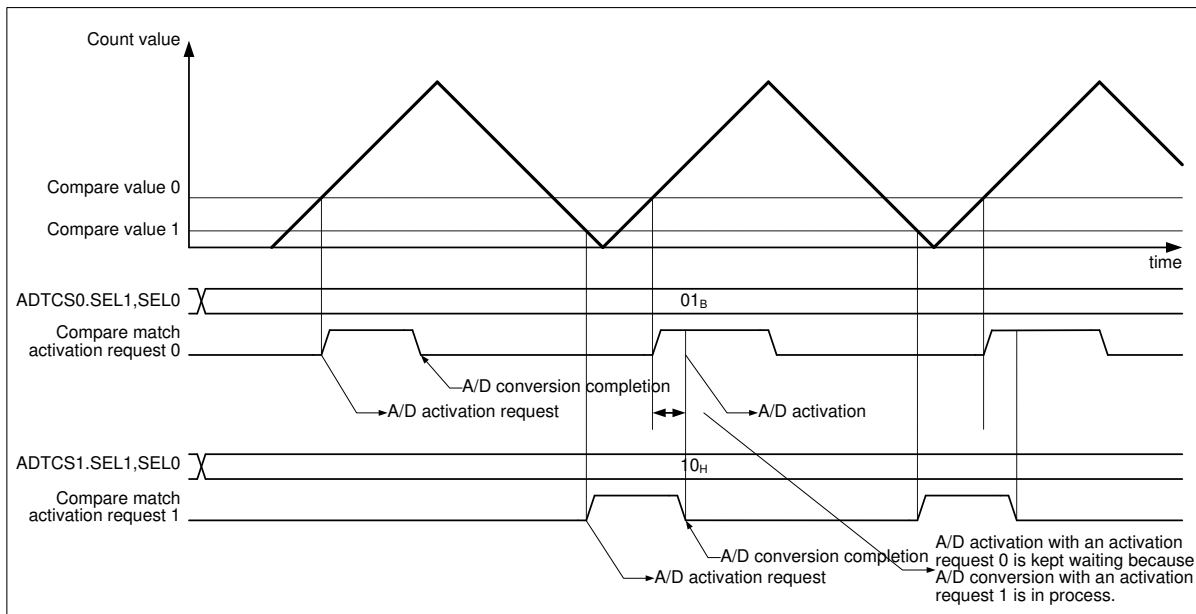 Count value
Compare value 0
Compare value 1
time
ADTCS0.SEL1,SEL0
01B
Compare match
activation request 0
A/D conversion completion
A/D activation request
A/D activation
ADTCS1.SEL1,SEL0
10H
Compare match
activation request 1
A/D conversion completion
A/D activation request
A/D activation with an activation
request 0 is kept waiting because
A/D conversion with an activation
request 1 is in process.